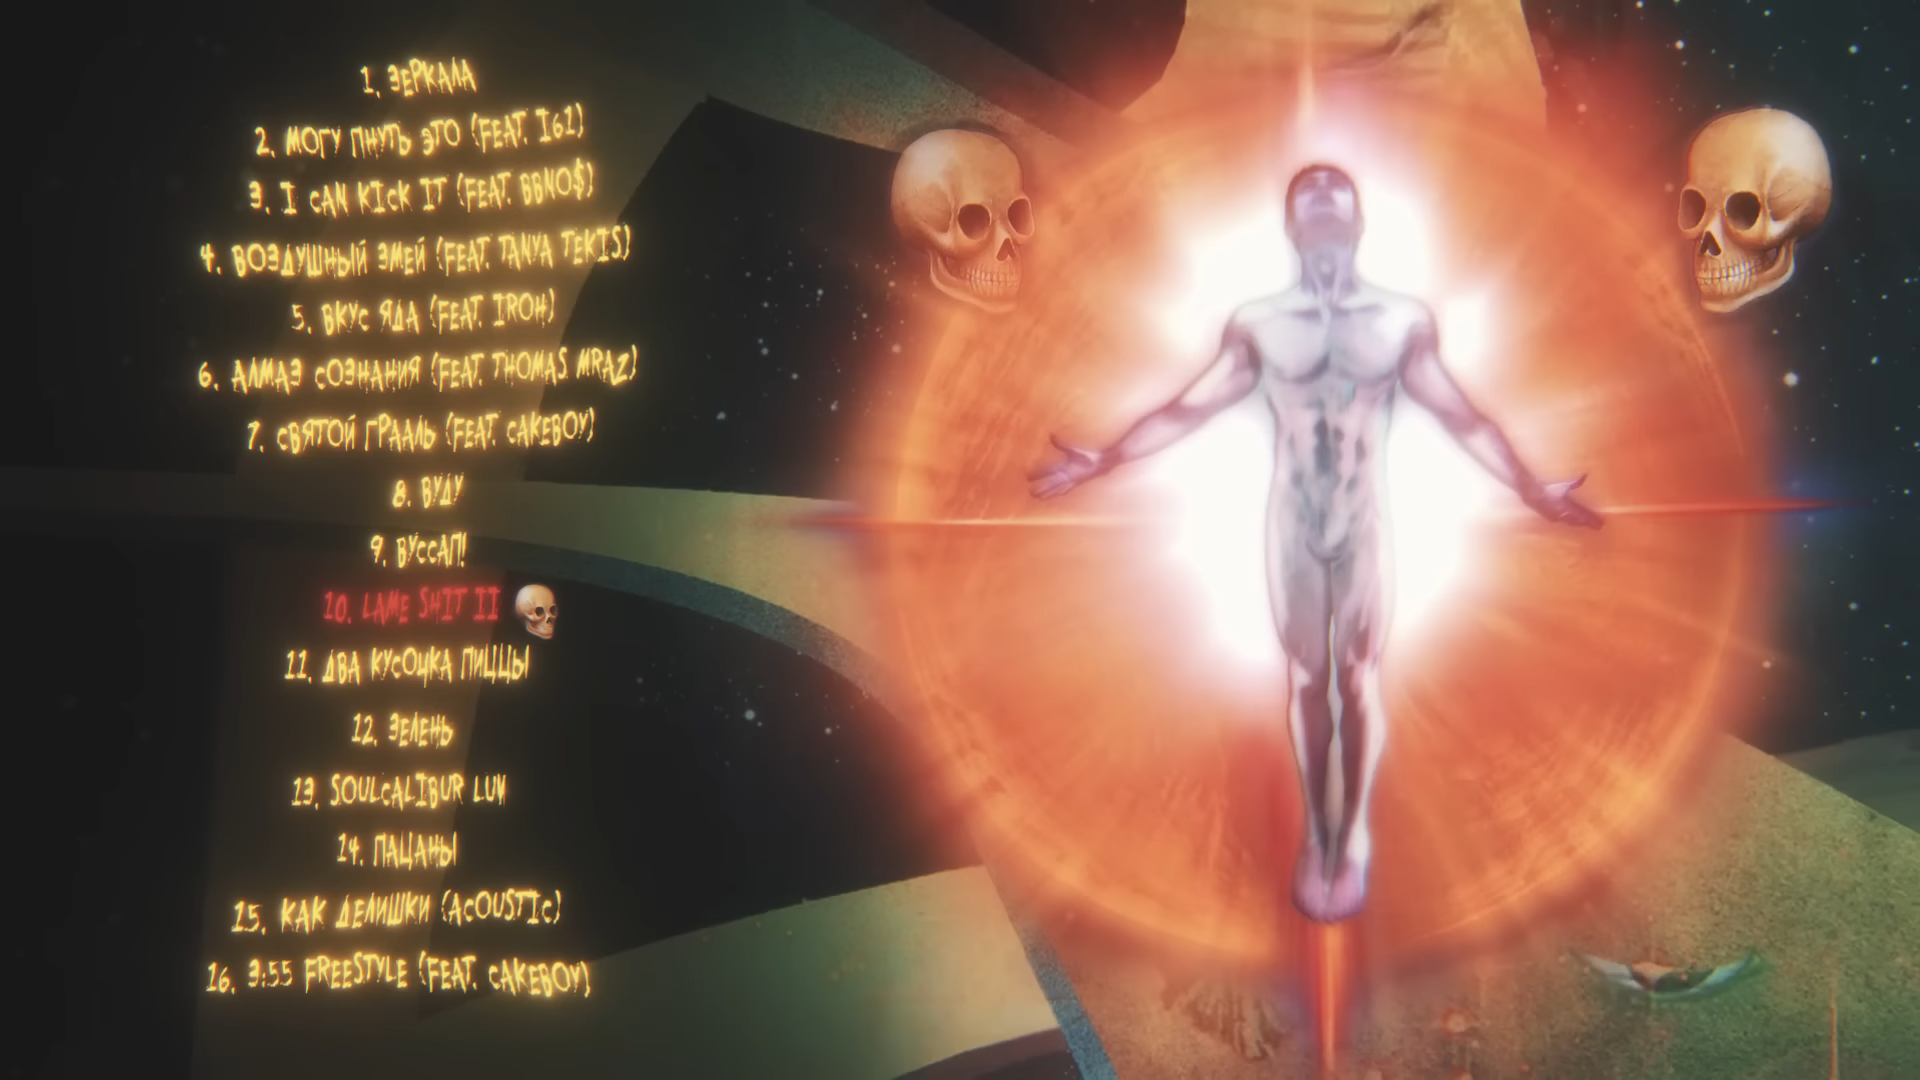 1. ЗЕРКАЛА
2. МОГУ ПНУТЬ ЭТО (FEAT. I61)
3. I CAN KICK IT (FEAT. BBNO$)
4. ВОЗДУШНЫЙ ЗМЕЙ (FEAT. TANYA TEKIS)
5. ВКУС ЯДА (FEAT. IROH)
6. АЛМАЗ СОЗНАНИЯ (FEAT. THOMAS MRAZ)
7. СВЯТОЙ ГРААЛЬ (FEAT. CAKEBOY)
8. ВУДУ
9. ВУССАП!
10. LAME SHIT II
11. ДВА КУСОЧКА ПИЦЦЫ
12. ЗЕЛЕНЬ
13. SOULCALIBUR LUV
14. ПАЦАНЫ
15. КАК ДЕЛИШКИ (ACOUSTIC)
16. 3:55 FREESTYLE (FEAT. CAKEBOY)